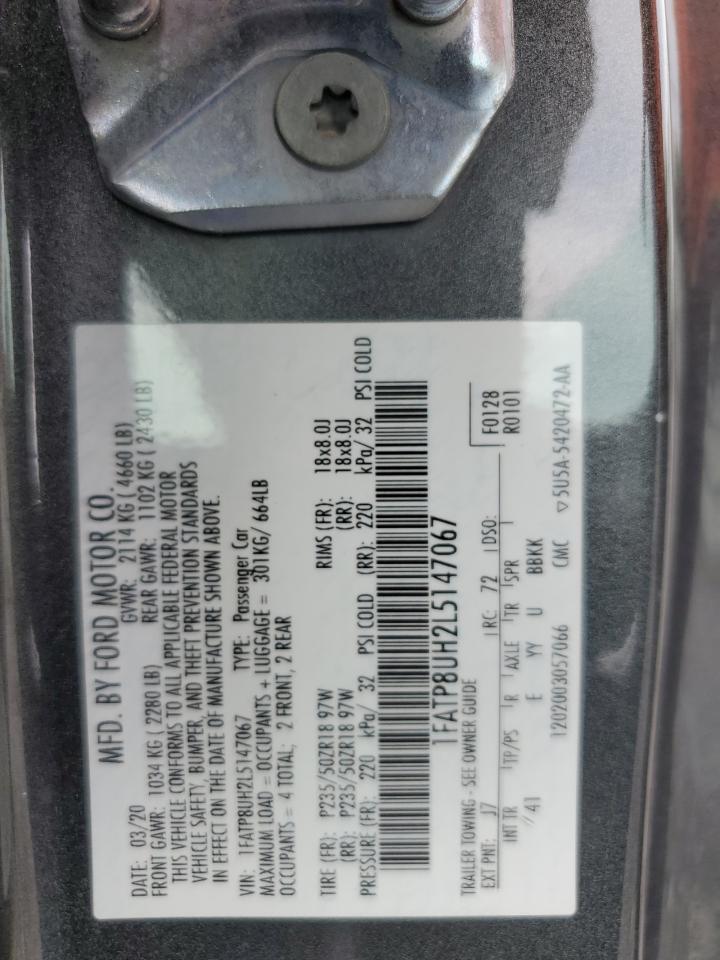 MFD. BY FORD MOTOR CO.
DATE: 03/20 GVWR: 2114 KG ( 4660 LB)
FRONT GAWR: 1034 KG ( 2280 LB) REAR GAWR: 1102 KG ( 2430 LB)
THIS VEHICLE CONFORMS TO ALL APPLICABLE FEDERAL MOTOR
VEHICLE SAFETY, BUMPER, AND THEFT PREVENTION STANDARDS
IN EFFECT ON THE DATE OF MANUFACTURE SHOWN ABOVE.
VIN: 1FATP8UH2L5147067 TYPE: Passenger Car
MAXIMUM LOAD = OCCUPANTS + LUGGAGE = 301KG/ 664LB
OCCUPANTS = 4 TOTAL; 2 FRONT, 2 REAR
TIRE (FR): P235/50ZR18 97W RIMS (FR): 18x8.0J
(RR): P235/50ZR18 97W (RR): 18x8.0J
PRESSURE (FR): 220 kPa/ 32 PSI COLD (RR): 220 kPa/ 32 PSI COLD
1FATP8UH2L5147067
TRAILER TOWING - SEE OWNER GUIDE
EXT PNT: J7 RC: 72 DSO: F0128
R0101
INT TR TP/PS R AXLE TR SPR
41 E YY U BBKK
1202003057066 CMC ▽5U5A-5420472-AA